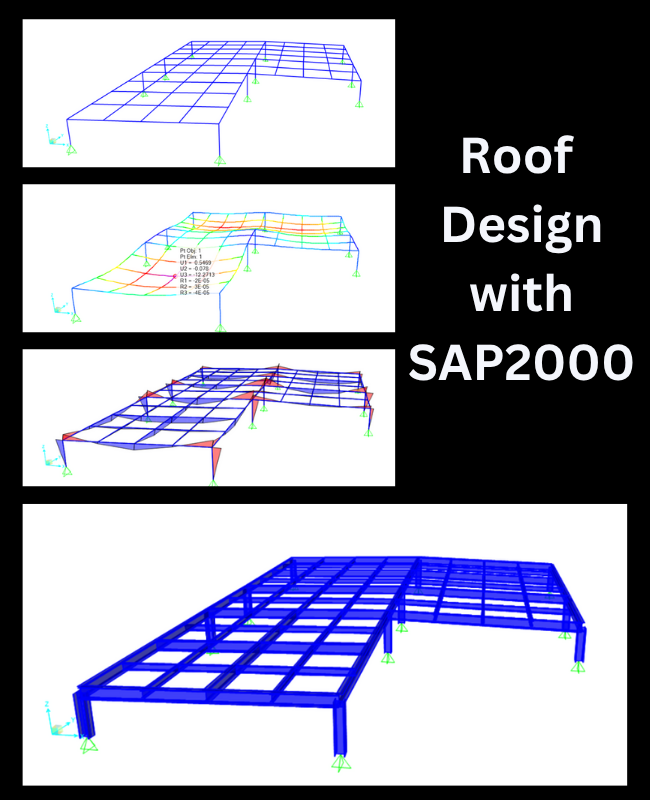 Roof
Design
with
SAP2000
Pt Obj: 1
Pt Elm: 1
U1 = 0.5469
U2 = -0.076
U3 = -12.2713
R1 = -2E-05
R2 = 3E-05
R3 = -4E-05
Z